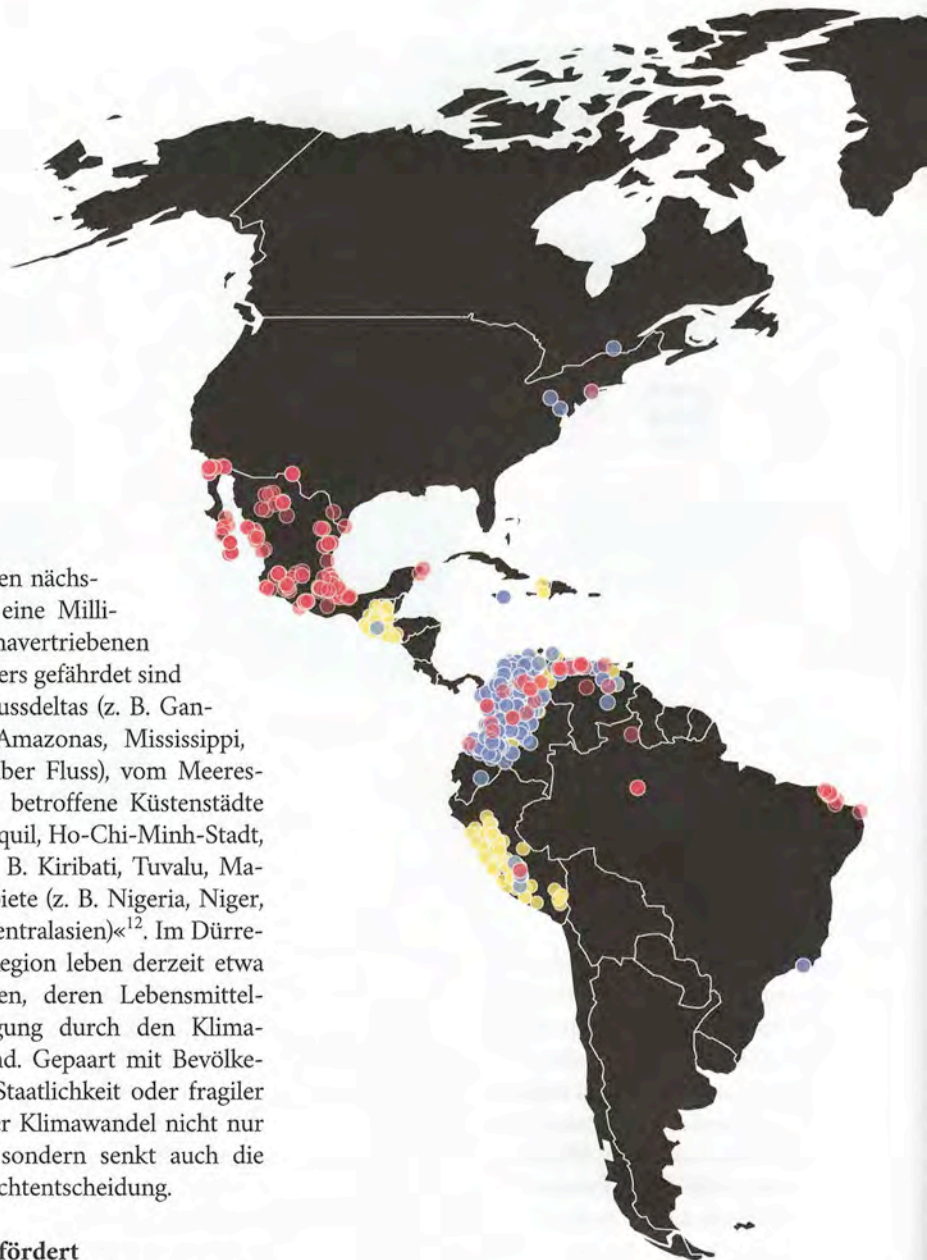 en nächs-
eine Milli-
navertriebenen
ers gefährdet sind
ussdeltas (z. B. Gan-
Amazonas, Mississippi,
ber Fluss), vom Meeres-
betroffene Küstenstädte
quil, Ho-Chi-Minh-Stadt,
B. Kiribati, Tuvalu, Ma-
iete (z. B. Nigeria, Niger,
entralasien)«¹². Im Dürre-
egion leben derzeit etwa
en, deren Lebensmittel-
gung durch den Klima-
nd. Gepaart mit Bevölke-
Staatlichkeit oder fragiler
er Klimawandel nicht nur
sondern senkt auch die
chtentscheidung.
fördert